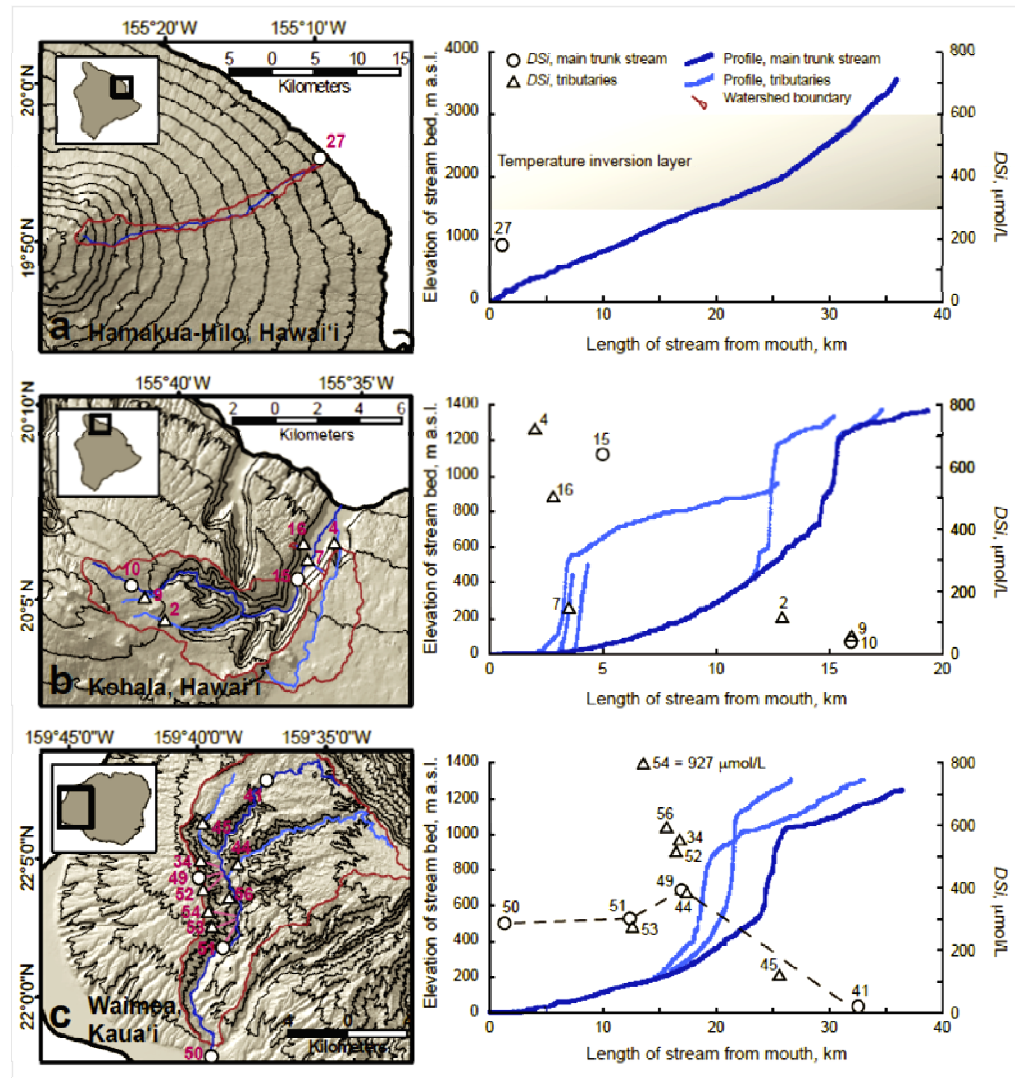 155°20'W 155°10'W
5 0 5 10 15
Kilometers
20°0'N
19°50'N
27
a Hamakua-Hilo, Hawai'i
4000
3000
2000
1000
0
Elevation of stream bed, m a.s.l.
DSi, main trunk stream
DSi, tributaries
Profile, main trunk stream
Profile, tributaries
Watershed boundary
Temperature inversion layer
27
800
600
400
200
0
DSi, µmol/L
0 10 20 30 40
Length of stream from mouth, km
155°40'W 155°35'W
2 0 2 4 6
Kilometers
20°10'N
20°5'N
16
4
7
15
10
9
2
b Kohala, Hawai'i
1400
1200
1000
800
600
400
200
0
Elevation of stream bed, m a.s.l.
4
15
16
7
2
9
10
800
600
400
200
0
DSi, µmol/L
0 5 10 15 20
Length of stream from mouth, km
159°45'0"W 159°40'0"W 159°35'0"W
22°5'0"N
22°0'0"N
41
45
34
44
49
52
56
54
53
51
50
c Waimea,
Kaua'i
4 0 4
Kilometers
1400
1200
1000
800
600
400
200
0
Elevation of stream bed, m a.s.l.
54 = 927 µmol/L
56
34
52
49
44
50
51
53
45
41
800
600
400
200
0
DSi, µmol/L
0 10 20 30 40
Length of stream from mouth, km